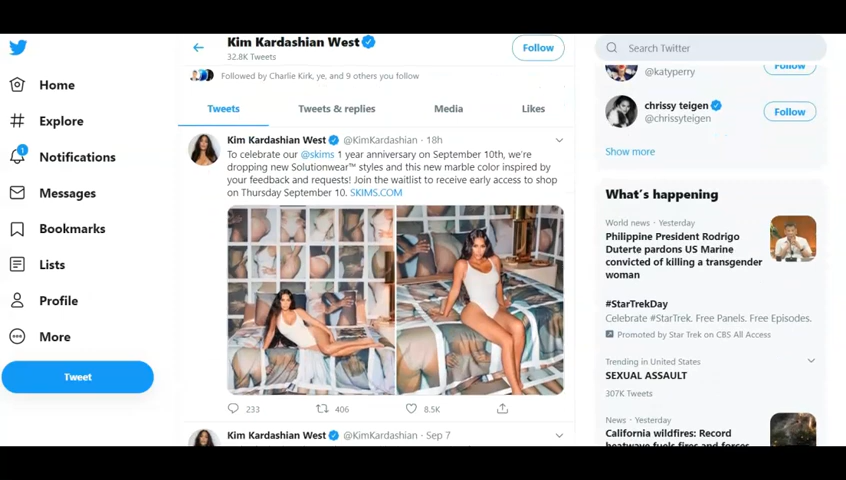 Home
Explore
1
Notifications
Messages
Bookmarks
Lists
Profile
More
Tweet
Kim Kardashian West
32.8K Tweets
Follow
Followed by Charlie Kirk, ye, and 9 others you follow
Tweets
Tweets & replies
Media
Likes
Kim Kardashian West @KimKardashian · 18h
To celebrate our @skims 1 year anniversary on September 10th, we're
dropping new Solutionwear™ styles and this new marble color inspired by
your feedback and requests! Join the waitlist to receive early access to shop
on Thursday September 10. SKIMS.COM
233
406
8.5K
Kim Kardashian West @KimKardashian · Sep 7
Search Twitter
@katyperry
Follow
chrissy teigen
@chrissyteigen
Follow
Show more
What's happening
World news · Yesterday
Philippine President Rodrigo
Duterte pardons US Marine
convicted of killing a transgender
woman
#StarTrekDay
Celebrate #StarTrek. Free Panels. Free Episodes.
Promoted by Star Trek on CBS All Access
Trending in United States
SEXUAL ASSAULT
307K Tweets
News · Yesterday
California wildfires: Record
heatwave fuels fires and forces